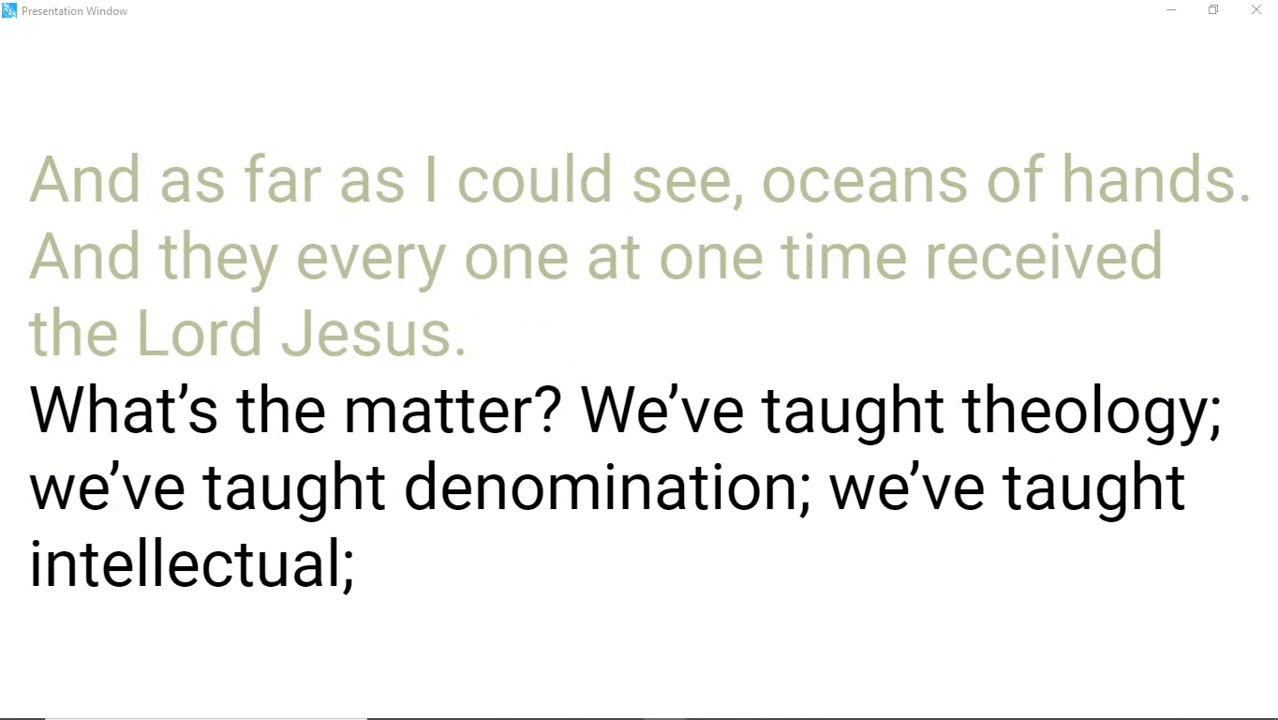 Presentation Window
And as far as I could see, oceans of hands.
And they every one at one time received
the Lord Jesus.
What’s the matter? We’ve taught theology;
we’ve taught denomination; we’ve taught
intellectual;